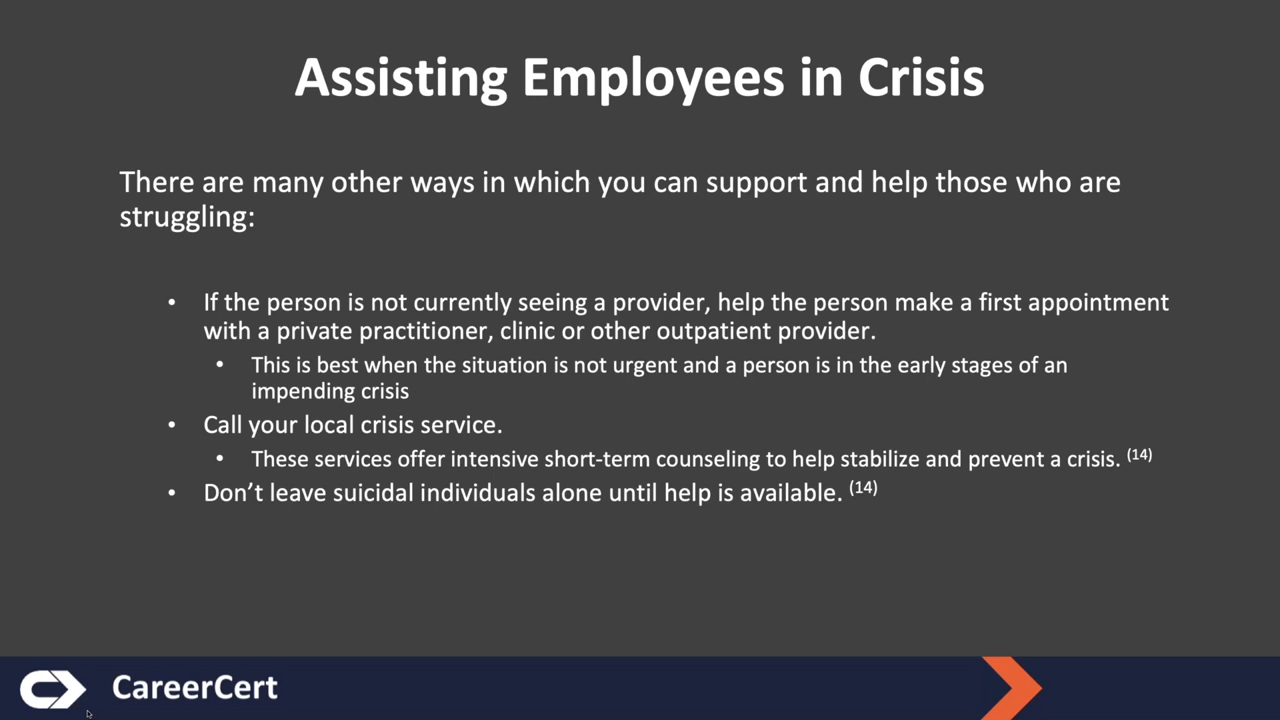 Assisting Employees in Crisis
There are many other ways in which you can support and help those who are
struggling:
• If the person is not currently seeing a provider, help the person make a first appointment
with a private practitioner, clinic or other outpatient provider.
• This is best when the situation is not urgent and a person is in the early stages of an
impending crisis
• Call your local crisis service.
• These services offer intensive short-term counseling to help stabilize and prevent a crisis. (14)
• Don’t leave suicidal individuals alone until help is available. (14)
CareerCert